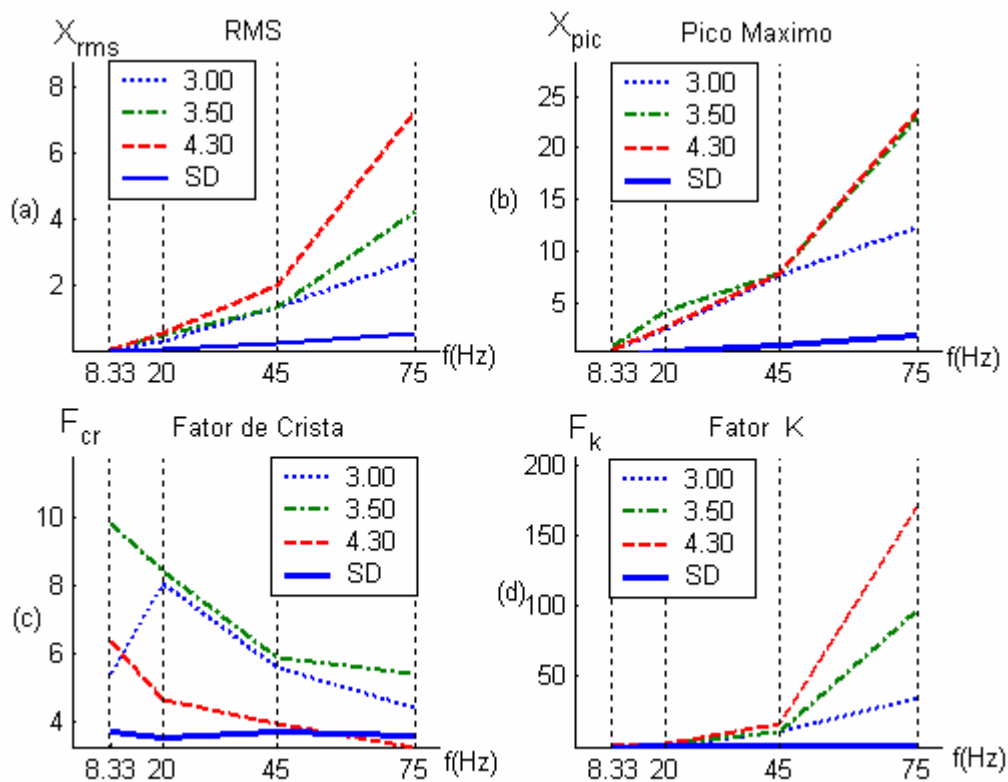 X_rms RMS
8
6
4
2
3.00
3.50
4.30
SD
(a)
8.33 20 45 75 f(Hz)
X_pic Pico Maximo
25
20
15
10
5
3.00
3.50
4.30
SD
(b)
8.33 20 45 75 f(Hz)
F_cr Fator de Crista
10
8
6
4
3.00
3.50
4.30
SD
(c)
8.33 20 45 75 f(Hz)
F_k Fator K
200
150
100
50
3.00
3.50
4.30
SD
(d)
8.33 20 45 75 f(Hz)